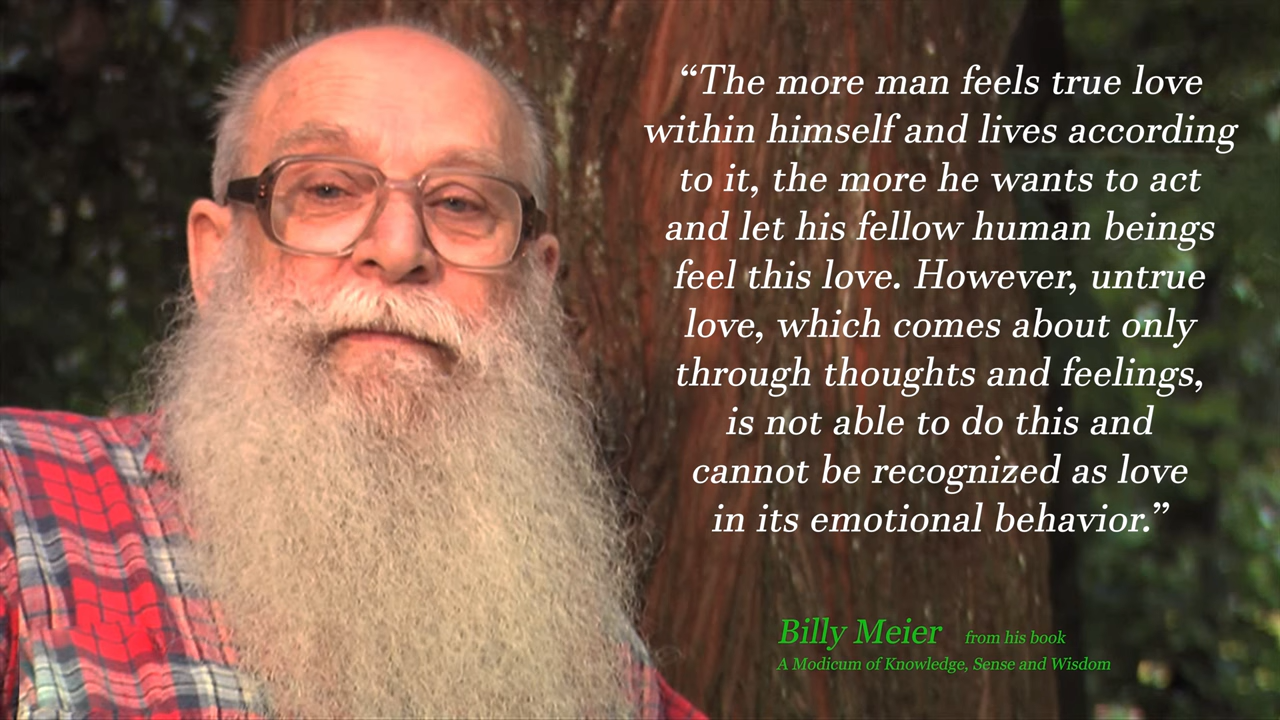 “The more man feels true love
within himself and lives according
to it, the more he wants to act
and let his fellow human beings
feel this love. However, untrue
love, which comes about only
through thoughts and feelings,
is not able to do this and
cannot be recognized as love
in its emotional behavior.”
Billy Meier from his book
A Modicum of Knowledge, Sense and Wisdom